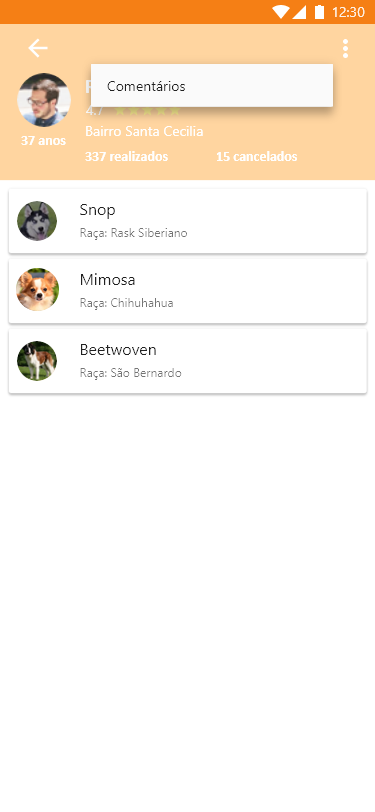 12:30
Comentários
4.7
37 anos
Bairro Santa Cecilia
337 realizados
15 cancelados
Snop
Raça: Rask Siberiano
Mimosa
Raça: Chihuhahua
Beetwoven
Raça: São Bernardo